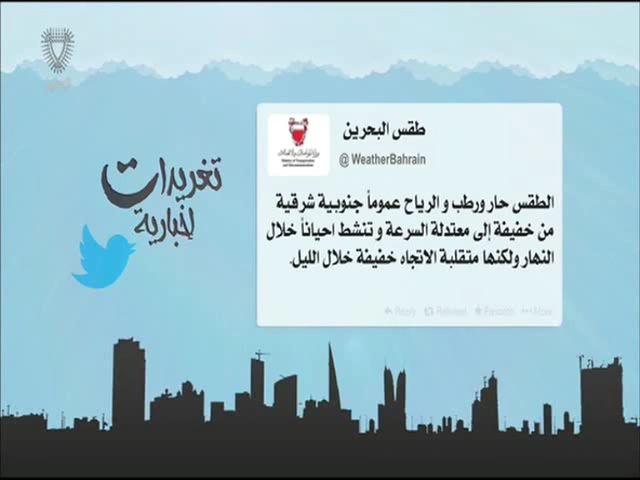 تغريدات
إخبارية
طقس البحرين
@WeatherBahrain
الطقس حار ورطب و الرياح عموماً جنوبية شرقية
من خفيفة إلى معتدلة السرعة و تنشط احياناً خلال
النهار ولكنها متقلبة الاتجاه خفيفة خلال الليل.
Reply Retweet Favorite More